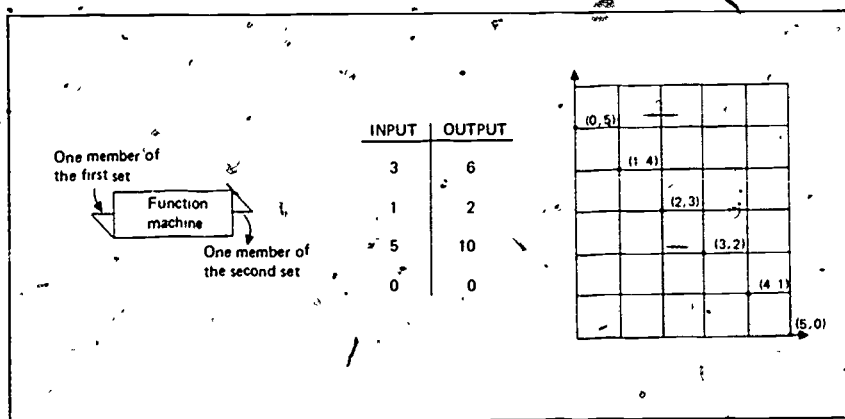 One member of
the first set
Function
machine
One member of
the second set
INPUT OUTPUT
3 6
1 2
5 10
0 0
(0,5)
(1 4)
(2,3)
(3,2)
(4 1)
(5,0)